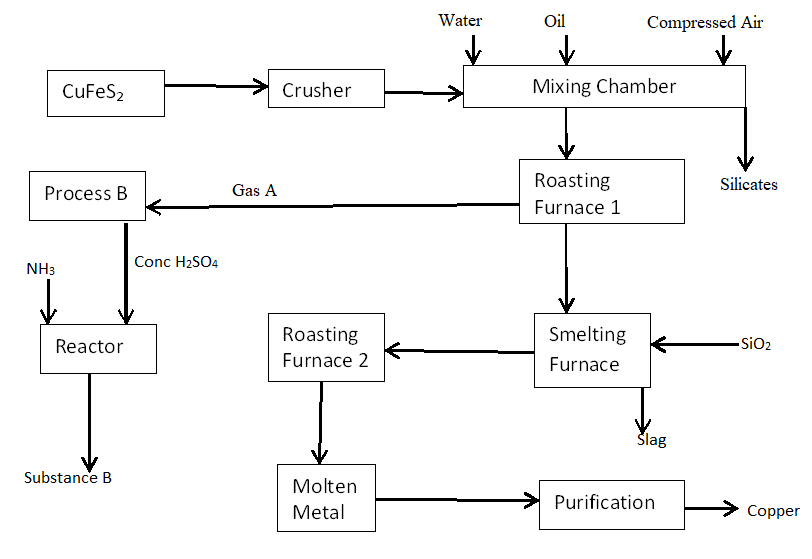 Water
Oil
Compressed Air
CuFeS₂
Crusher
Mixing Chamber
Process B
Gas A
Roasting
Furnace 1
Silicates
NH₃
Conc H₂SO₄
Reactor
Roasting
Furnace 2
Smelting
Furnace
SiO₂
Slag
Substance B
Molten
Metal
Purification
Copper